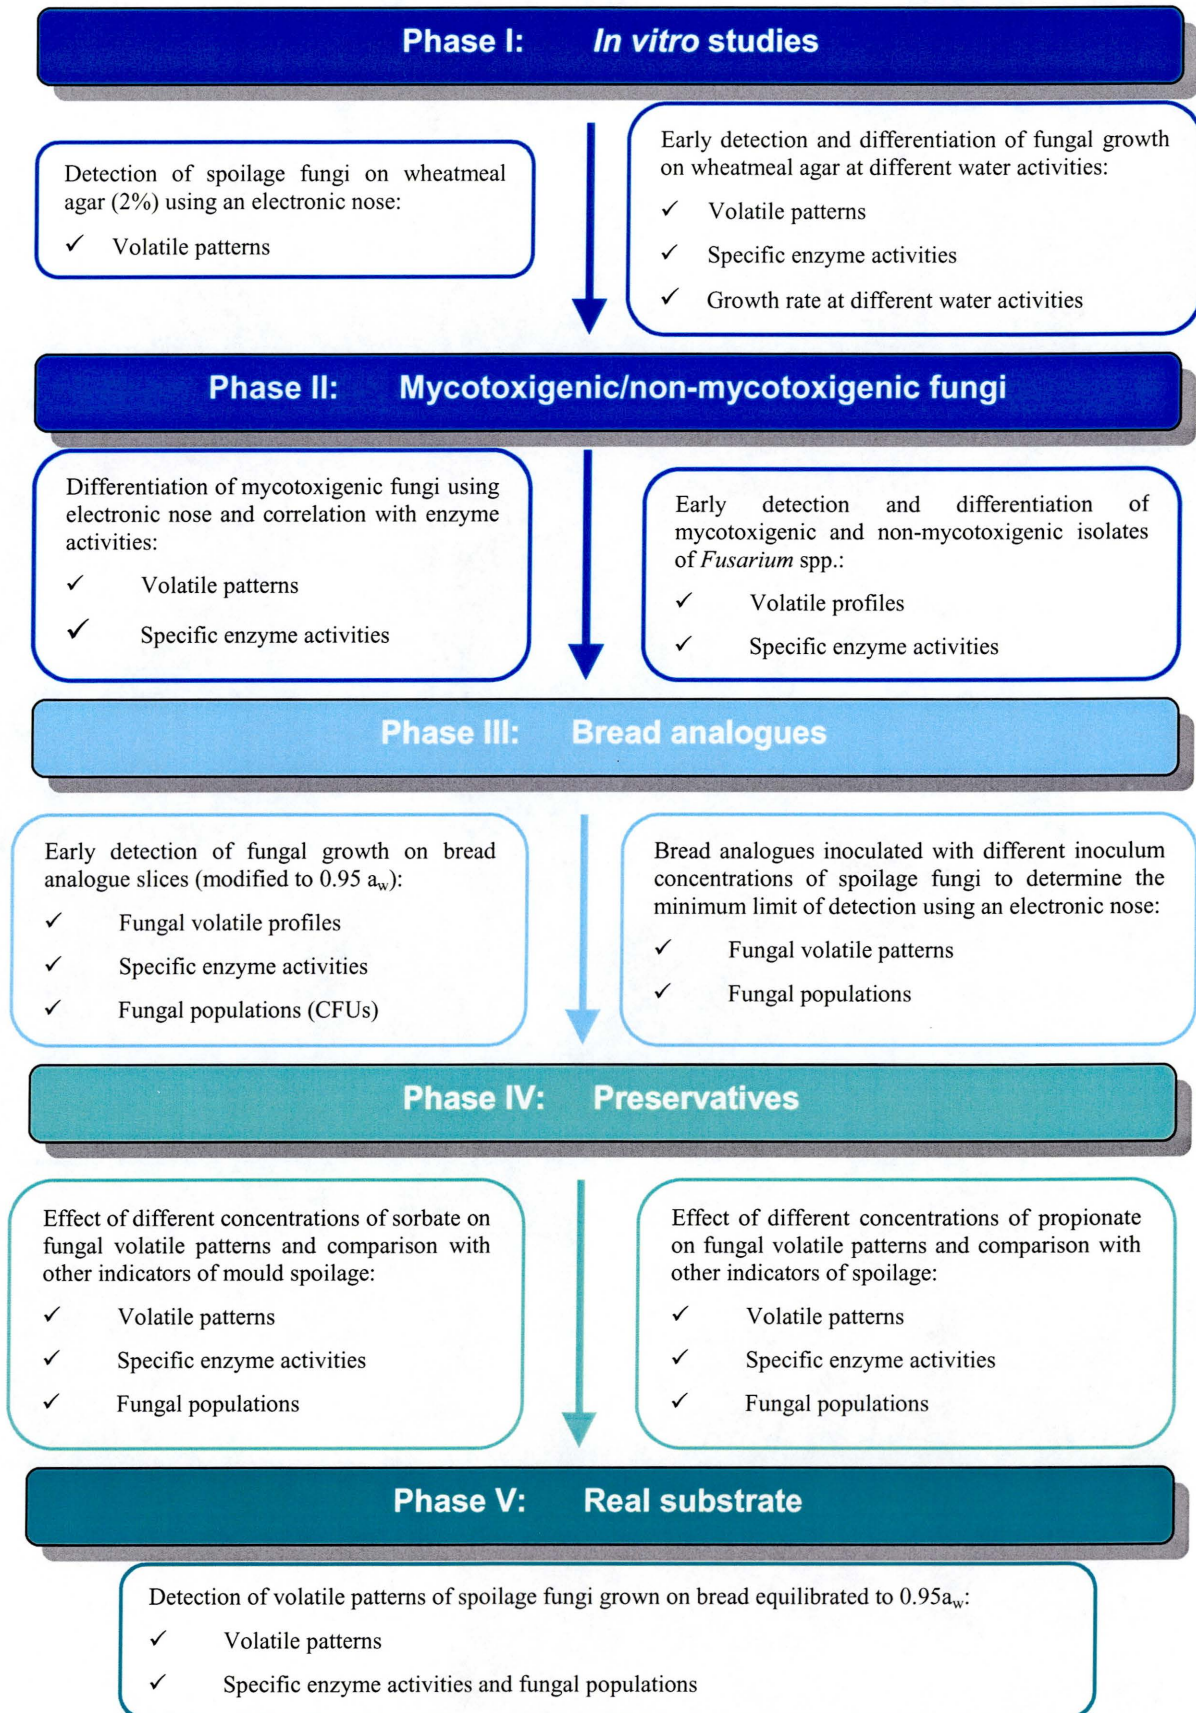 Phase I: In vitro studies
Detection of spoilage fungi on wheatmeal
agar (2%) using an electronic nose:
✓ Volatile patterns
Early detection and differentiation of fungal growth
on wheatmeal agar at different water activities:
✓ Volatile patterns
✓ Specific enzyme activities
✓ Growth rate at different water activities
Phase II: Mycotoxigenic/non-mycotoxigenic fungi
Differentiation of mycotoxigenic fungi using
electronic nose and correlation with enzyme
activities:
✓ Volatile patterns
✓ Specific enzyme activities
Early detection and differentiation of
mycotoxigenic and non-mycotoxigenic isolates
of Fusarium spp.:
✓ Volatile profiles
✓ Specific enzyme activities
Phase III: Bread analogues
Early detection of fungal growth on bread
analogue slices (modified to 0.95 aw):
✓ Fungal volatile profiles
✓ Specific enzyme activities
✓ Fungal populations (CFUs)
Bread analogues inoculated with different inoculum
concentrations of spoilage fungi to determine the
minimum limit of detection using an electronic nose:
✓ Fungal volatile patterns
✓ Fungal populations
Phase IV: Preservatives
Effect of different concentrations of sorbate on
fungal volatile patterns and comparison with
other indicators of mould spoilage:
✓ Volatile patterns
✓ Specific enzyme activities
✓ Fungal populations
Effect of different concentrations of propionate
on fungal volatile patterns and comparison with
other indicators of spoilage:
✓ Volatile patterns
✓ Specific enzyme activities
✓ Fungal populations
Phase V: Real substrate
Detection of volatile patterns of spoilage fungi grown on bread equilibrated to 0.95aw:
✓ Volatile patterns
✓ Specific enzyme activities and fungal populations